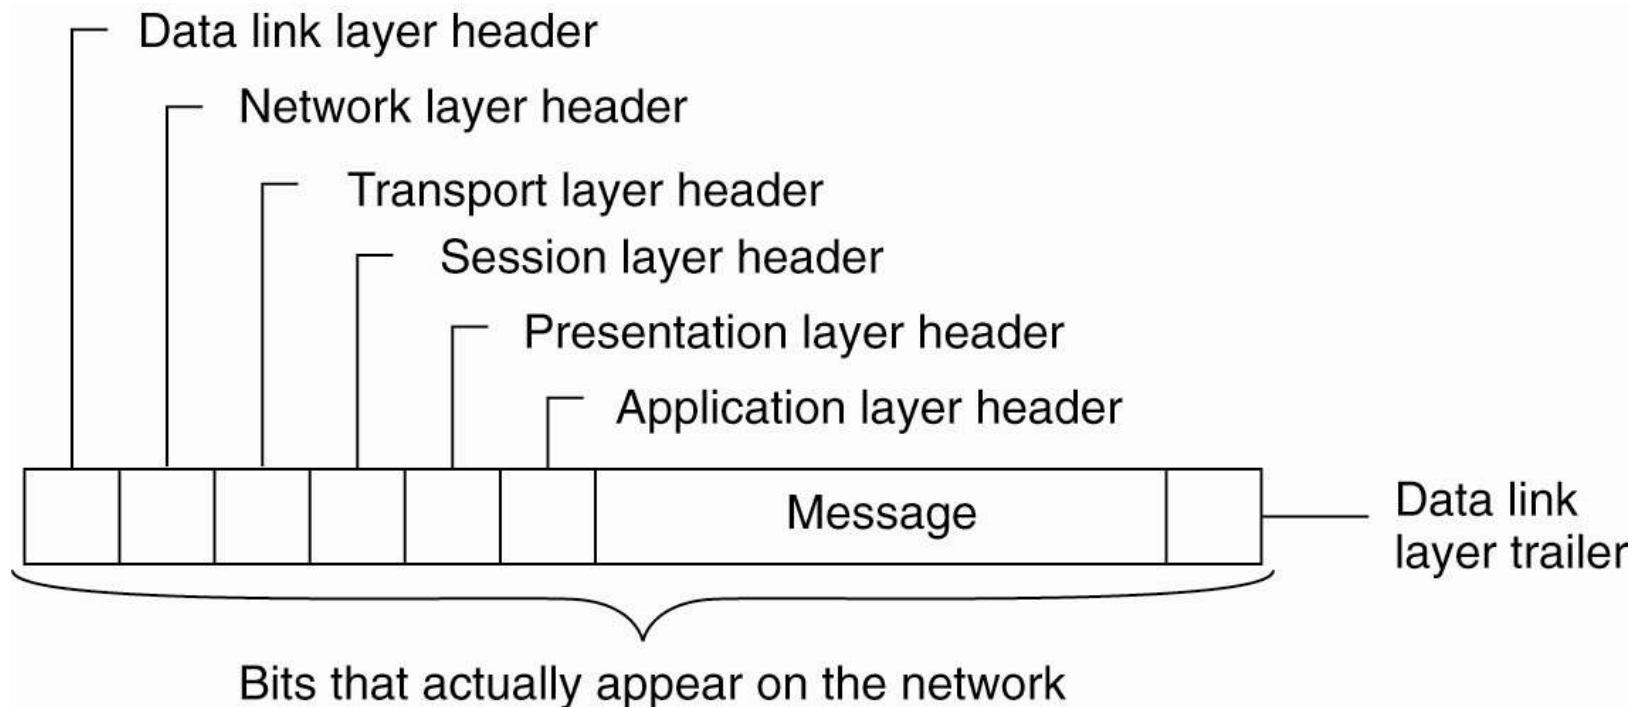 Data link layer header
Network layer header
Transport layer header
Session layer header
Presentation layer header
Application layer header
Message
Data link
layer trailer
Bits that actually appear on the network